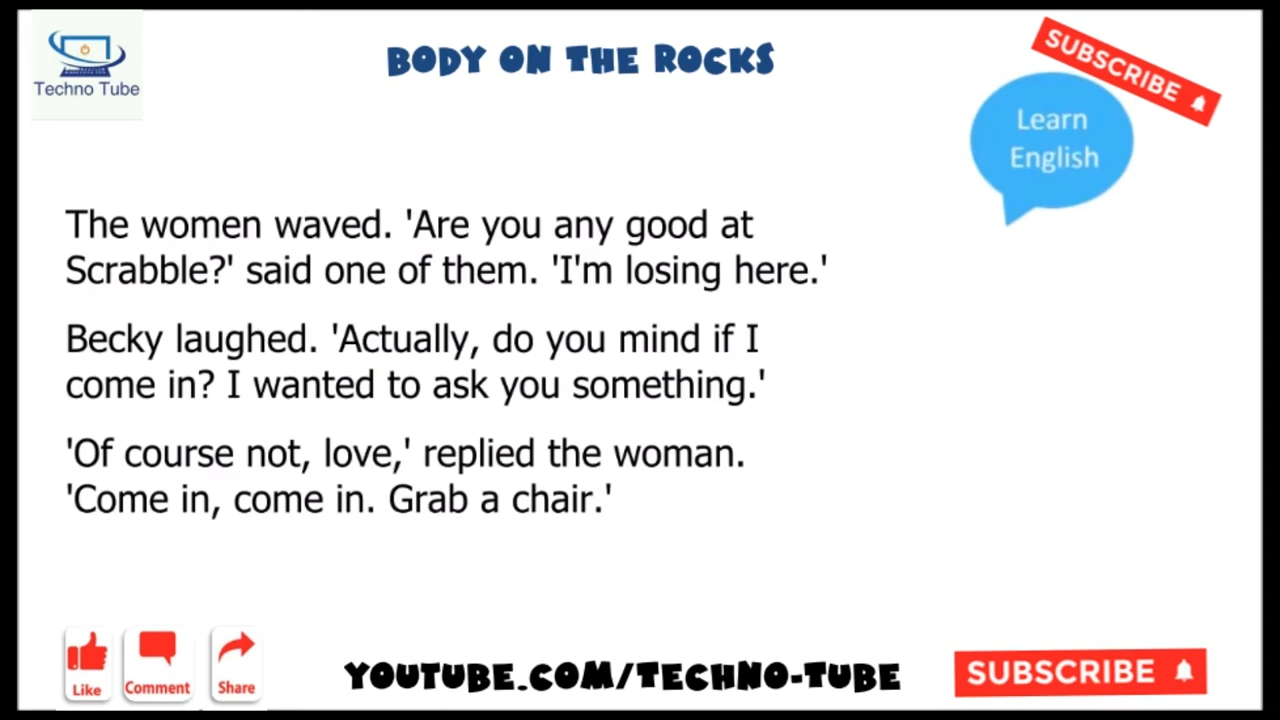 Techno Tube
BODY ON THE ROCKS
SUBSCRIBE
Learn
English
The women waved. 'Are you any good at
Scrabble?' said one of them. 'I'm losing here.'
Becky laughed. 'Actually, do you mind if I
come in? I wanted to ask you something.'
'Of course not, love,' replied the woman.
'Come in, come in. Grab a chair.'
Like
Comment
Share
YOUTUBE.COM/TECHNO-TUBE
SUBSCRIBE